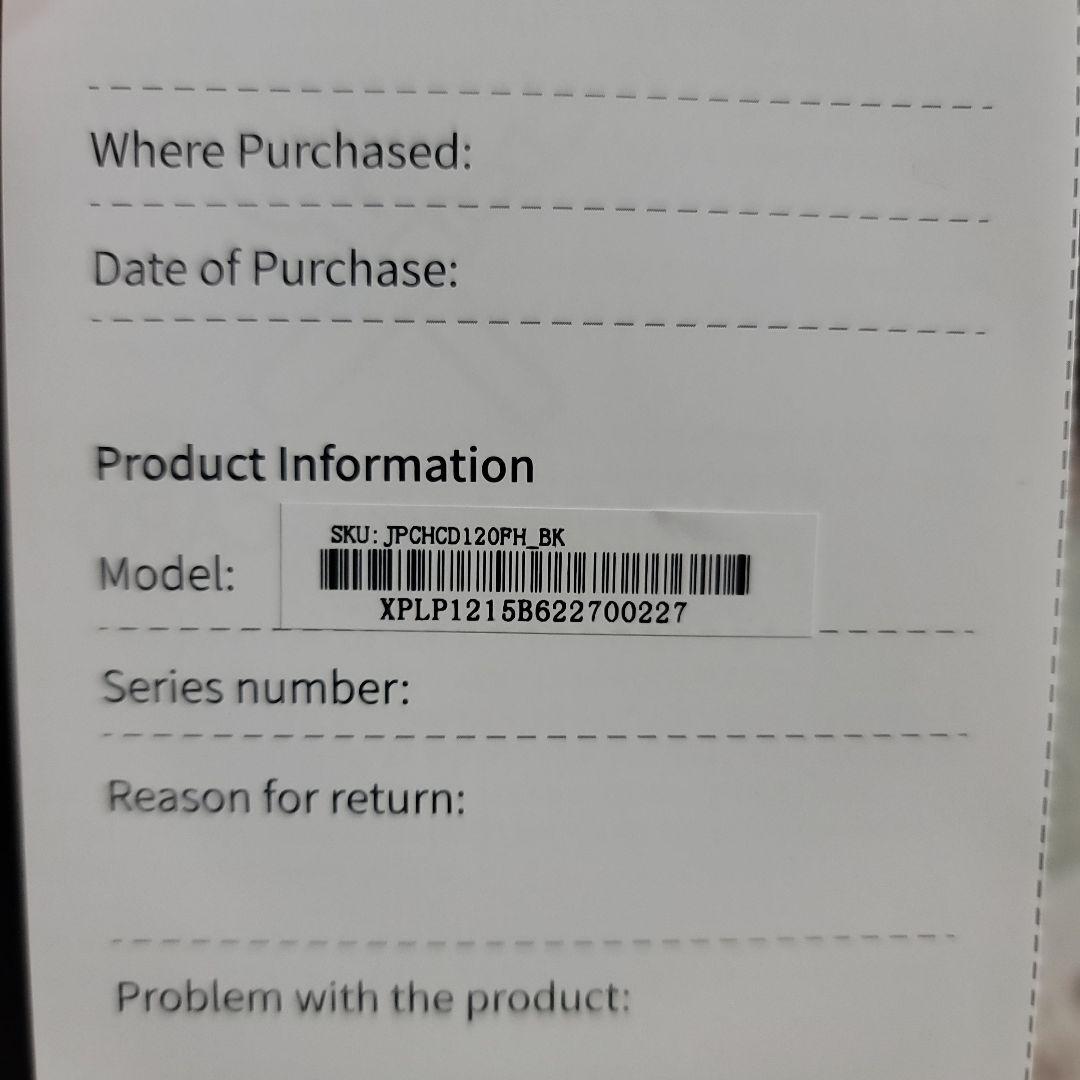 Where Purchased:
Date of Purchase:
Product Information
SKU: JPCHCD120FH_BK
Model:
XPLP1215B622700227
Series number:
Reason for return:
Problem with the product: